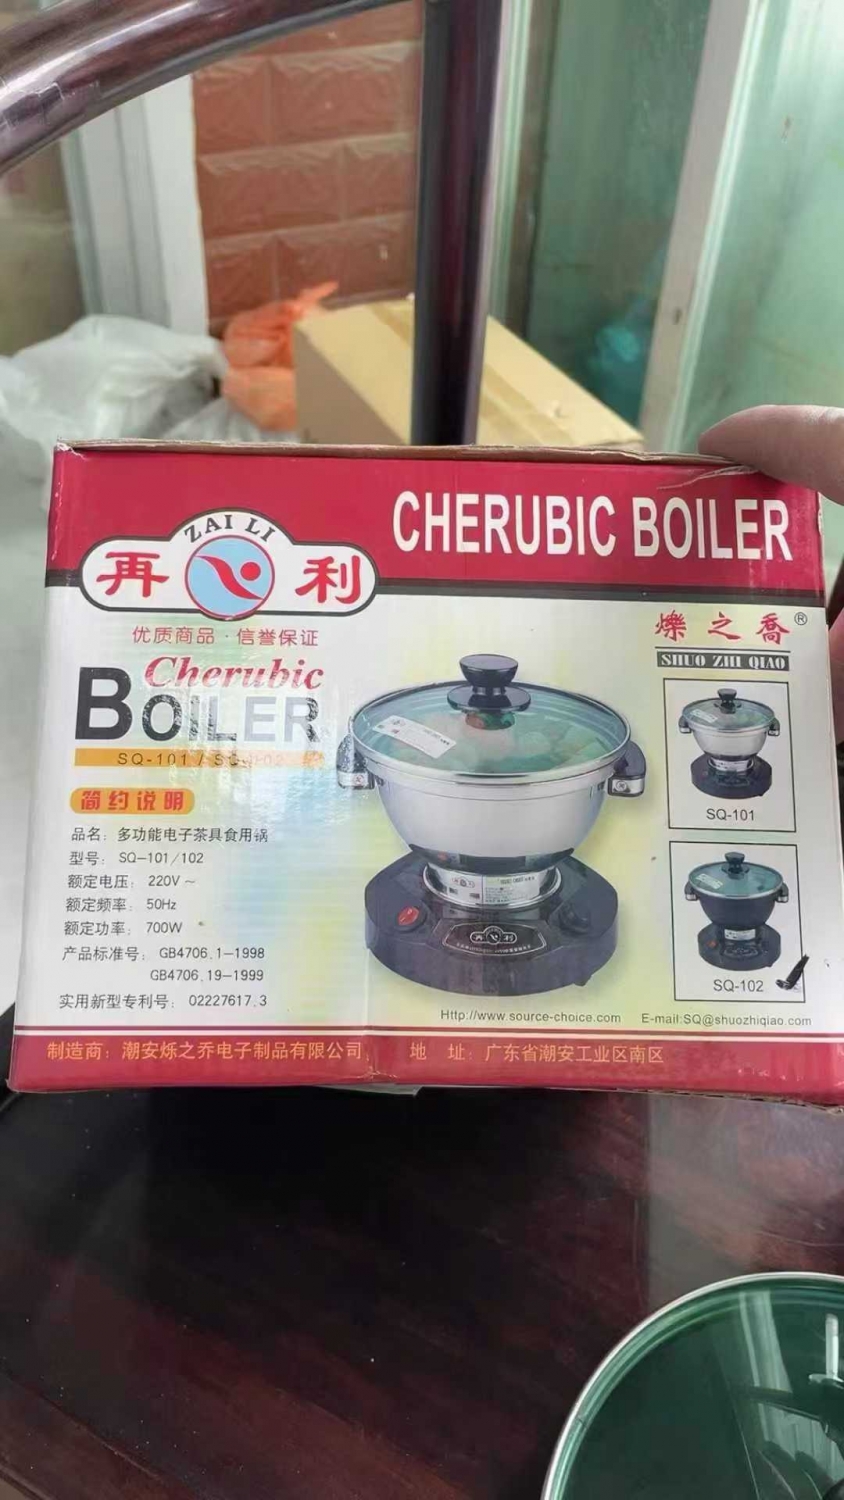 CHERUBIC BOILER
ZAI LI
再利
优质商品·信誉保证
爍之喬®
SHUO ZHI QIAO
Cherubic
BOILER
SQ-101 / SQ-102
简约说明
品名: 多功能电子茶具食用锅
型号: SQ-101/102
额定电压: 220V~
额定频率: 50Hz
额定功率: 700W
产品标准号: GB4706.1-1998
GB4706.19-1999
实用新型专利号: 02227617.3
再利
SQ-101
SQ-102
Http://www.source-choice.com E-mail:SQ@shuozhiqiao.com
制造商: 潮安烁之乔电子制品有限公司 地 址: 广东省潮安工业区南区